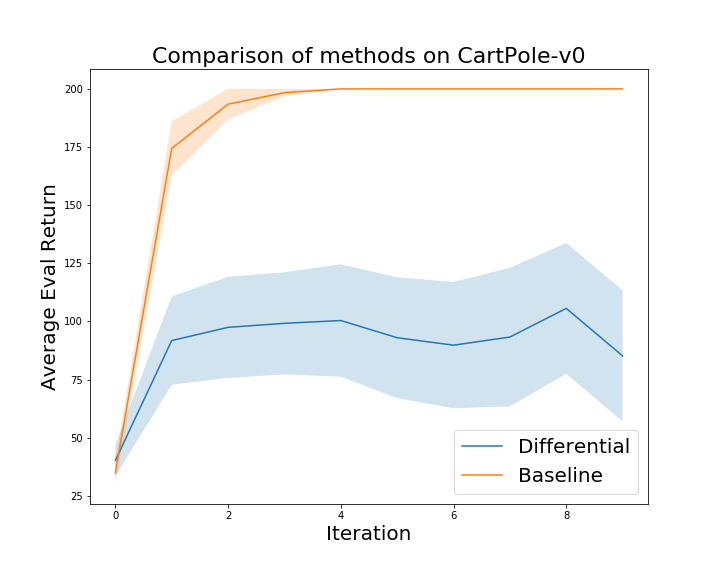 Comparison of methods on CartPole-v0
Average Eval Return
200
175
150
125
100
75
50
25
0 2 4 6 8
Iteration
Differential
Baseline